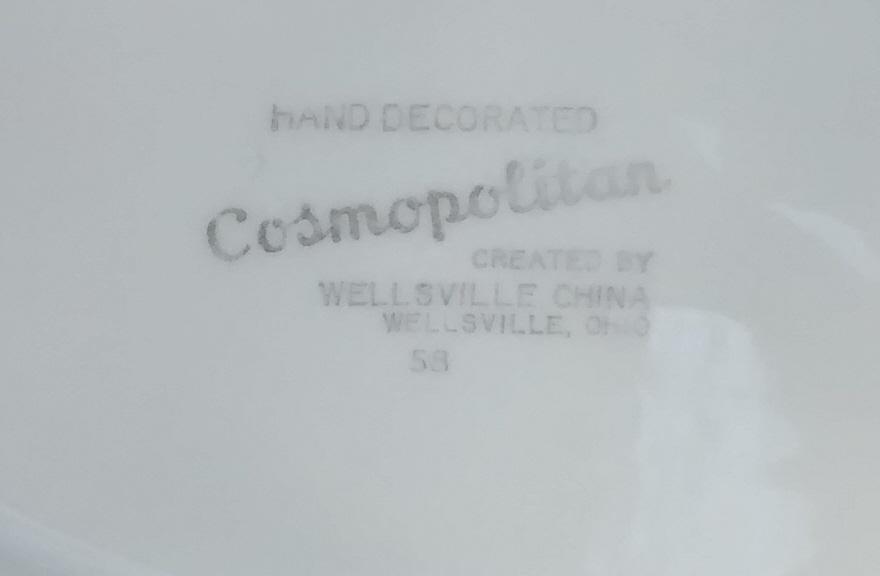 HAND DECORATED
Cosmopolitan
CREATED BY
WELLSVILLE CHINA
WELLSVILLE, OHIO
58